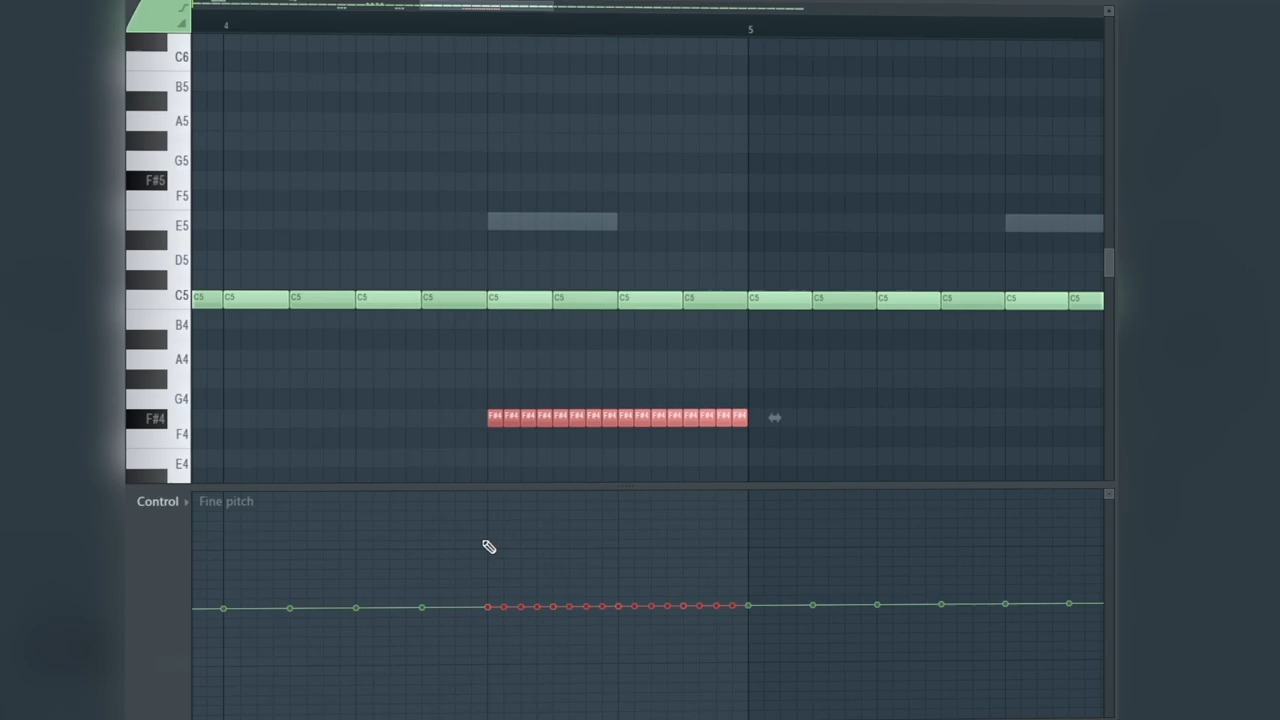 4
5
C6
B5
A5
G5
F#5
F5
E5
D5
C5
C5 C5 C5 C5 C5 C5 C5 C5 C5 C5 C5 C5 C5 C5 C5
B4
A4
G4
F#4
F#4 F#4 F#4 F#4 F#4 F#4 F#4 F#4 F#4 F#4 F#4 F#4 F#4 F#4 F#4 F#4
F4
E4
Control Fine pitch